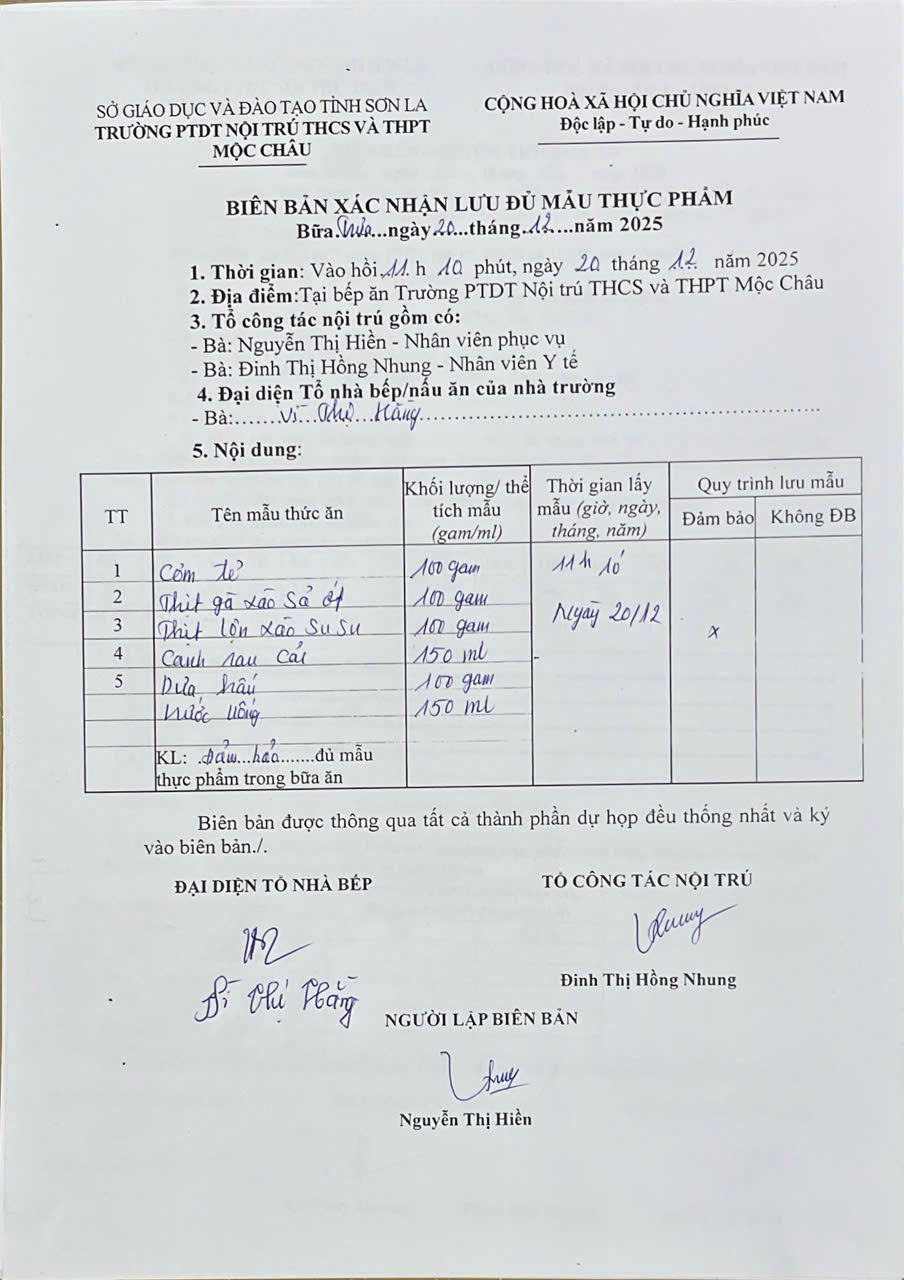 SỞ GIÁO DỤC VÀ ĐÀO TẠO TỈNH SƠN LA
TRƯỜNG PTDT NỘI TRÚ THCS VÀ THPT
MỘC CHÂU
CỘNG HOÀ XÃ HỘI CHỦ NGHĨA VIỆT NAM
Độc lập - Tự do - Hạnh phúc
BIÊN BẢN XÁC NHẬN LƯU ĐỦ MẪU THỰC PHẨM
Bữa Trưa...ngày 20...tháng.12....năm 2025
1. Thời gian: Vào hồi 11. h 10 phút, ngày 20 tháng 12 năm 2025
2. Địa điểm:Tại bếp ăn Trường PTDT Nội trú THCS và THPT Mộc Châu
3. Tổ công tác nội trú gồm có:
- Bà: Nguyễn Thị Hiền - Nhân viên phục vụ
- Bà: Đinh Thị Hồng Nhung - Nhân viên Y tế
4. Đại diện Tổ nhà bếp/nấu ăn của nhà trường
- Bà:.......Vì...Thị...Hằng..........
5. Nội dung:
TT Tên mẫu thức ăn Khối lượng/ thể tích mẫu (gam/ml) Thời gian lấy mẫu (giờ, ngày, tháng, năm) Quy trình lưu mẫu
Đảm bảo Không ĐB
1 Cơm tẻ 100 gam 11h 10
2 Thịt gà xào sả ớt 100 gam
3 Thịt lợn xào su su 100 gam Ngày 20/12 x
4 Canh rau cải 150 ml
5 Dưa hấu 100 gam
Nước uống 150 ml
KL: .Đảm...bảo.......đủ mẫu
thực phẩm trong bữa ăn
Biên bản được thông qua tất cả thành phần dự họp đều thống nhất và ký
vào biên bản./.
ĐẠI DIỆN TỔ NHÀ BẾP
TỔ CÔNG TÁC NỘI TRÚ
Vì Thị Hằng
Đinh Thị Hồng Nhung
NGƯỜI LẬP BIÊN BẢN
Nguyễn Thị Hiền